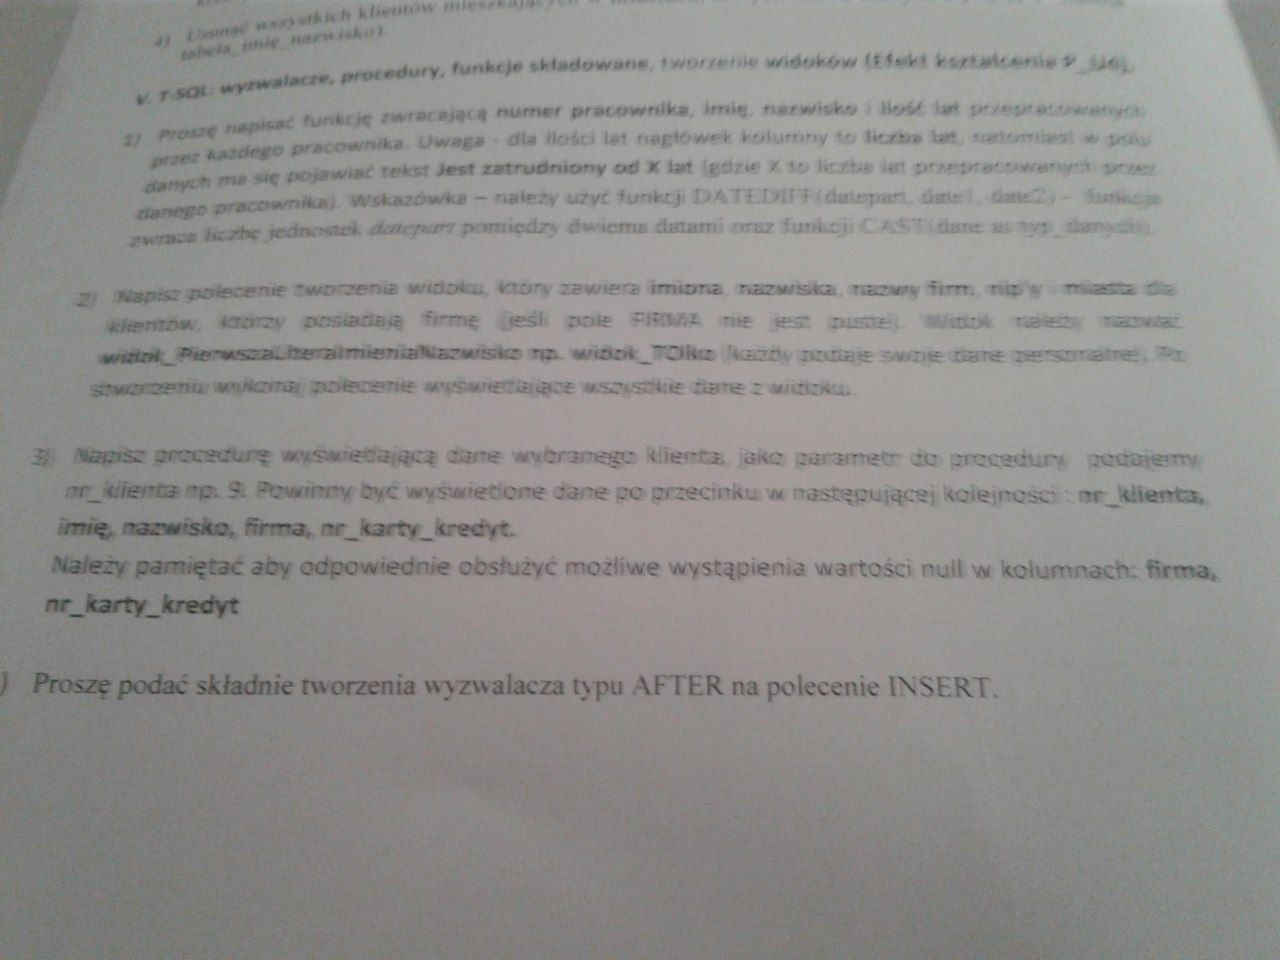 4) Usunąć wszystkich klientów
tabela_imię_nazwisko).
V. T-SQL: wyzwalacze, procedury, funkcje składowane, tworzenie widoków (Efekt kształcenia
1) Proszę napisać funkcję zwracającą numer pracownika, imię, nazwisko i ilość lat przepracowanych
przez każdego pracownika. Uwaga - dla ilości lat nagłówek kolumny to liczba lat, natomiast w polu
danych ma się pojawiać tekst Jest zatrudniony od X lat (gdzie X to liczba lat przepracowanych przez
danego pracownika). Wskazówka – należy użyć funkcji DATEDIFF(datepart, date1, date2) - funkcja
zwraca liczbę jednostek datepart pomiędzy dwiema datami oraz funkcji CAST(dane as typ_danych).
2) Napisz polecenie tworzenia widoku, który zawiera imiona, nazwiska, nazwy firm, nip'y miasta dla
klientów, którzy posiadają firmę (jeśli pole FIRMA nie jest puste). Widok należy nazwać
widok_PierwszaLiteraImieniaNazwisko np. widok_TOlko (każdy podaje swoje dane personalne). Po
stworzeniu wykonaj polecenie wyświetlające wszystkie dane z widoku.
3) Napisz procedurę wyświetlającą dane wybranego klienta, jako parametr do procedury podajemy
nr_klienta np. 9. Powinny być wyświetlone dane po przecinku w następującej kolejności : nr_klienta,
imię, nazwisko, firma, nr_karty_kredyt.
Należy pamiętać aby odpowiednie obsłużyć możliwe wystąpienia wartości null w kolumnach: firma,
nr_karty_kredyt
) Proszę podać składnie tworzenia wyzwalacza typu AFTER na polecenie INSERT.